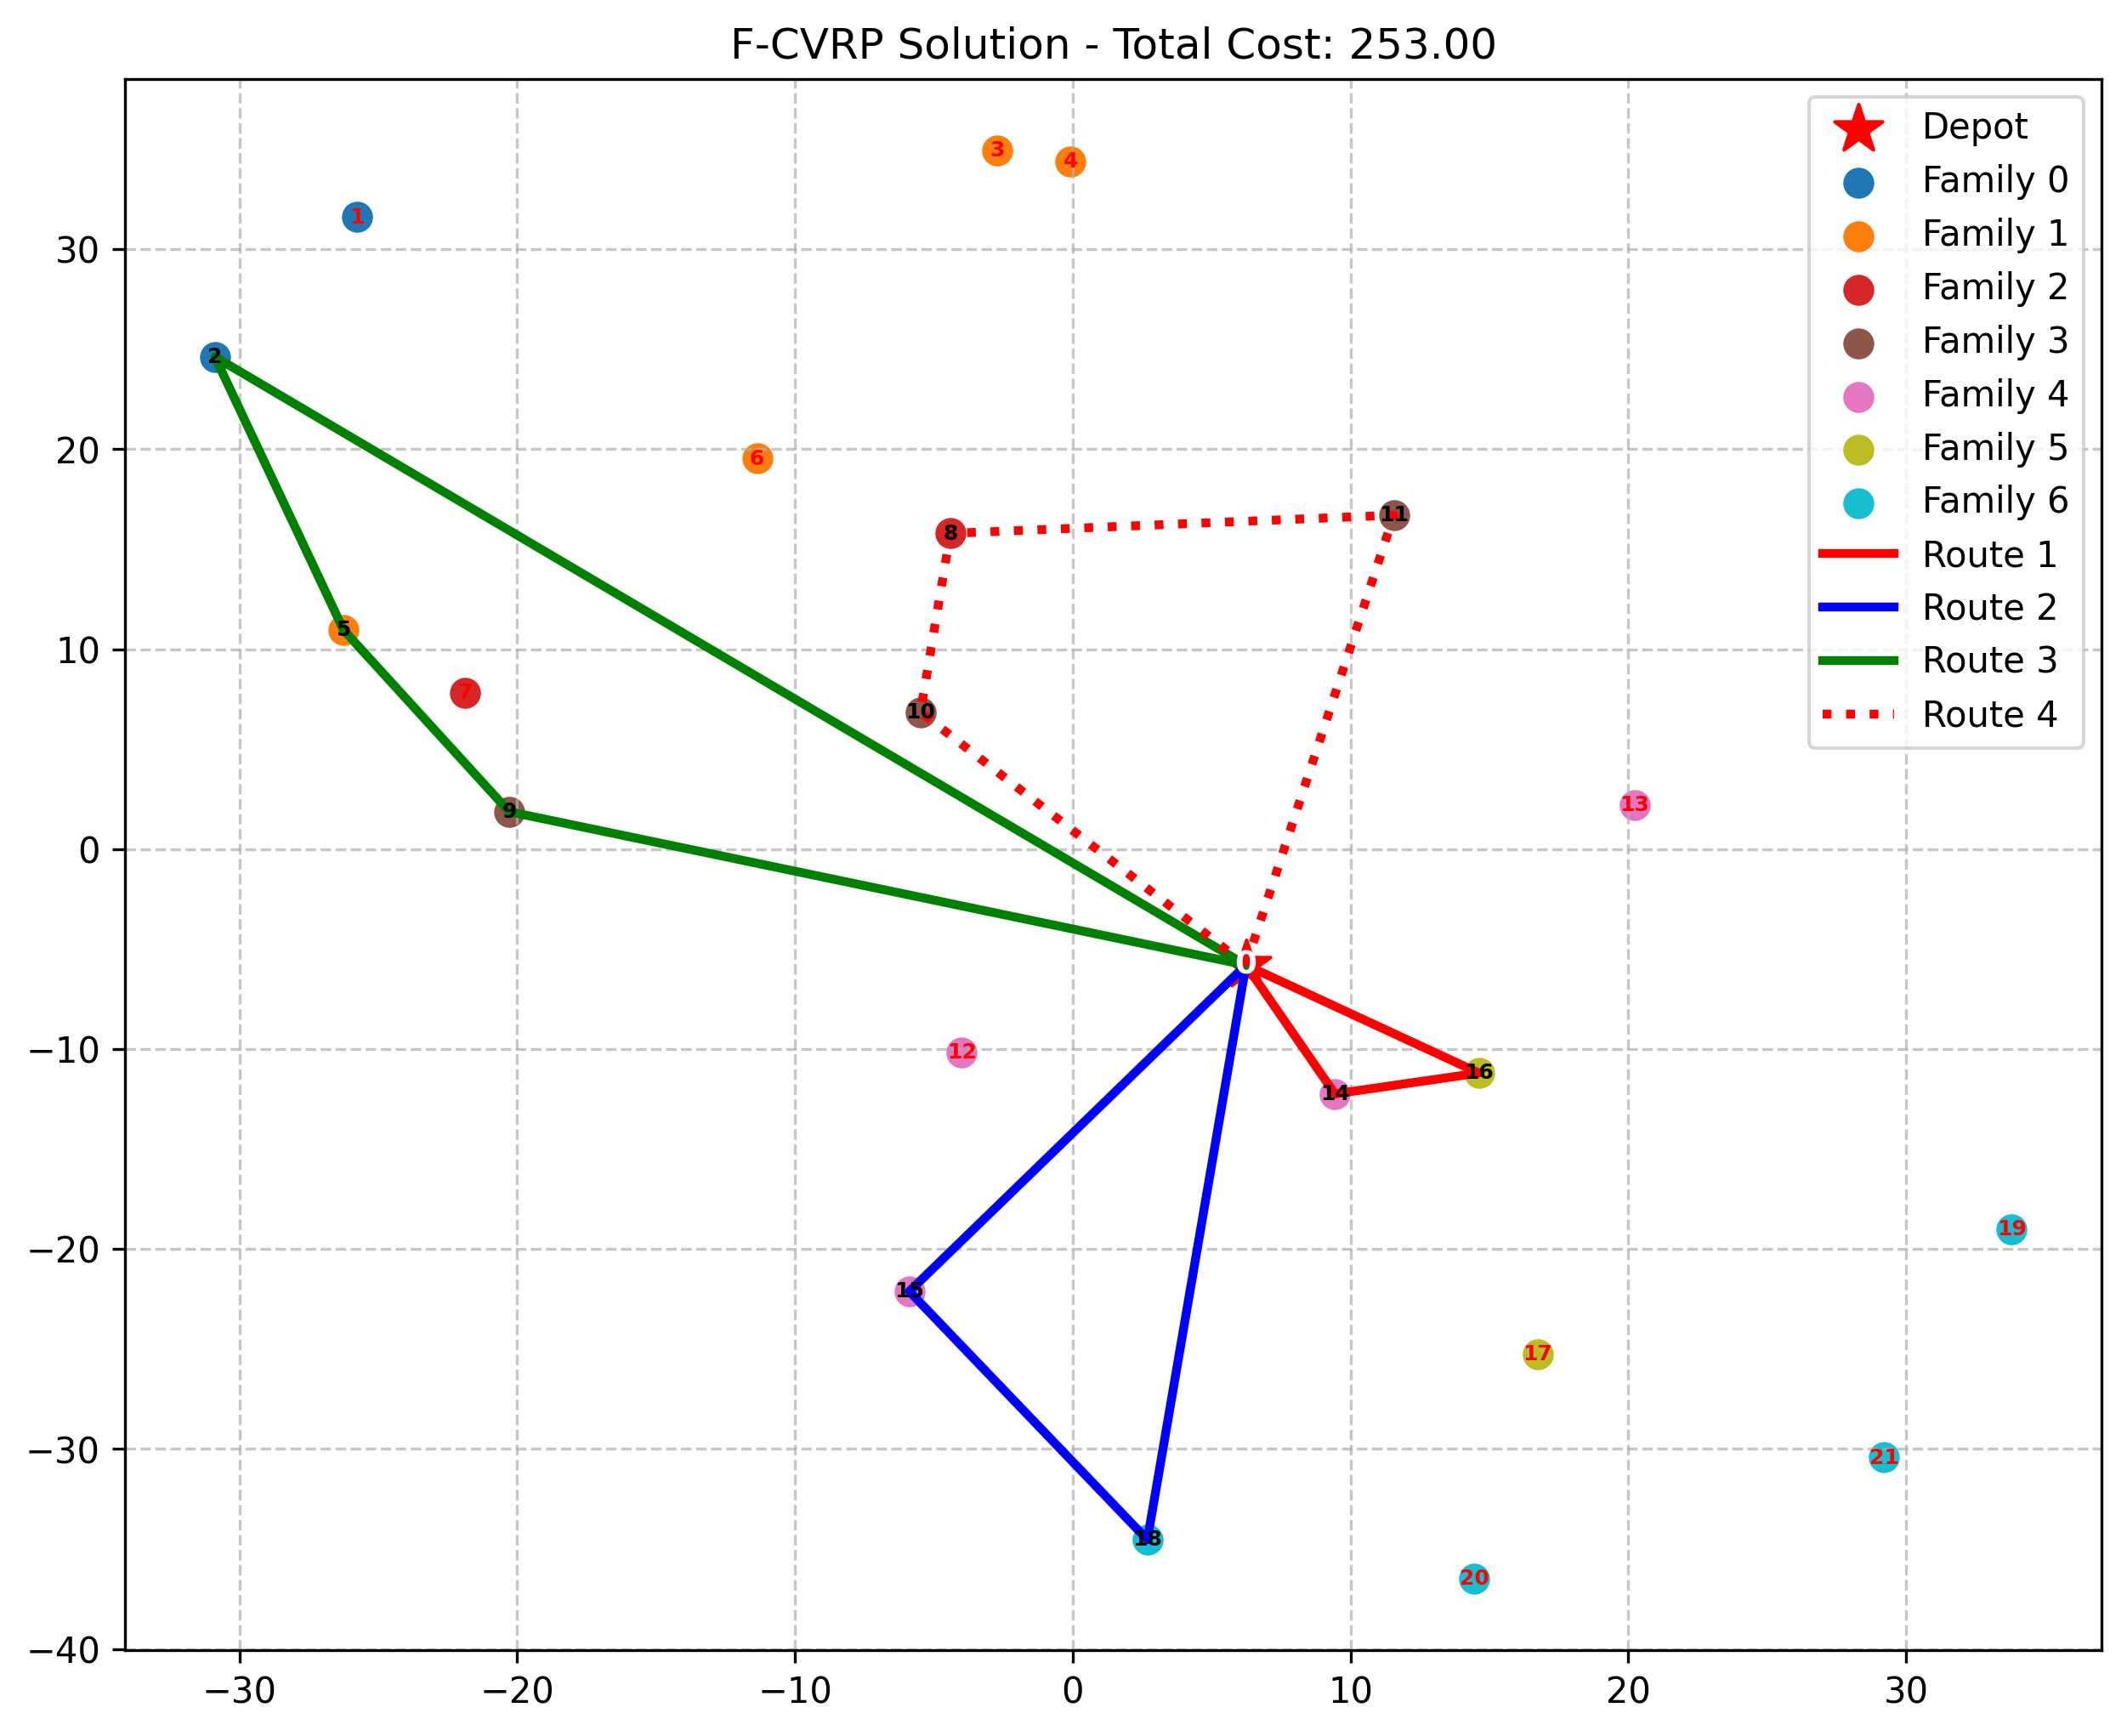 F-CVRP Solution - Total Cost: 253.00
Depot
Family 0
Family 1
Family 2
Family 3
Family 4
Family 5
Family 6
Route 1
Route 2
Route 3
Route 4
3
4
1
30
2
20
6
11
8
10
5
7
10
13
9
0
0
−10
12
16
14
19
−20
15
17
−30
21
18
20
−40
−30
−20
−10
0
10
20
30